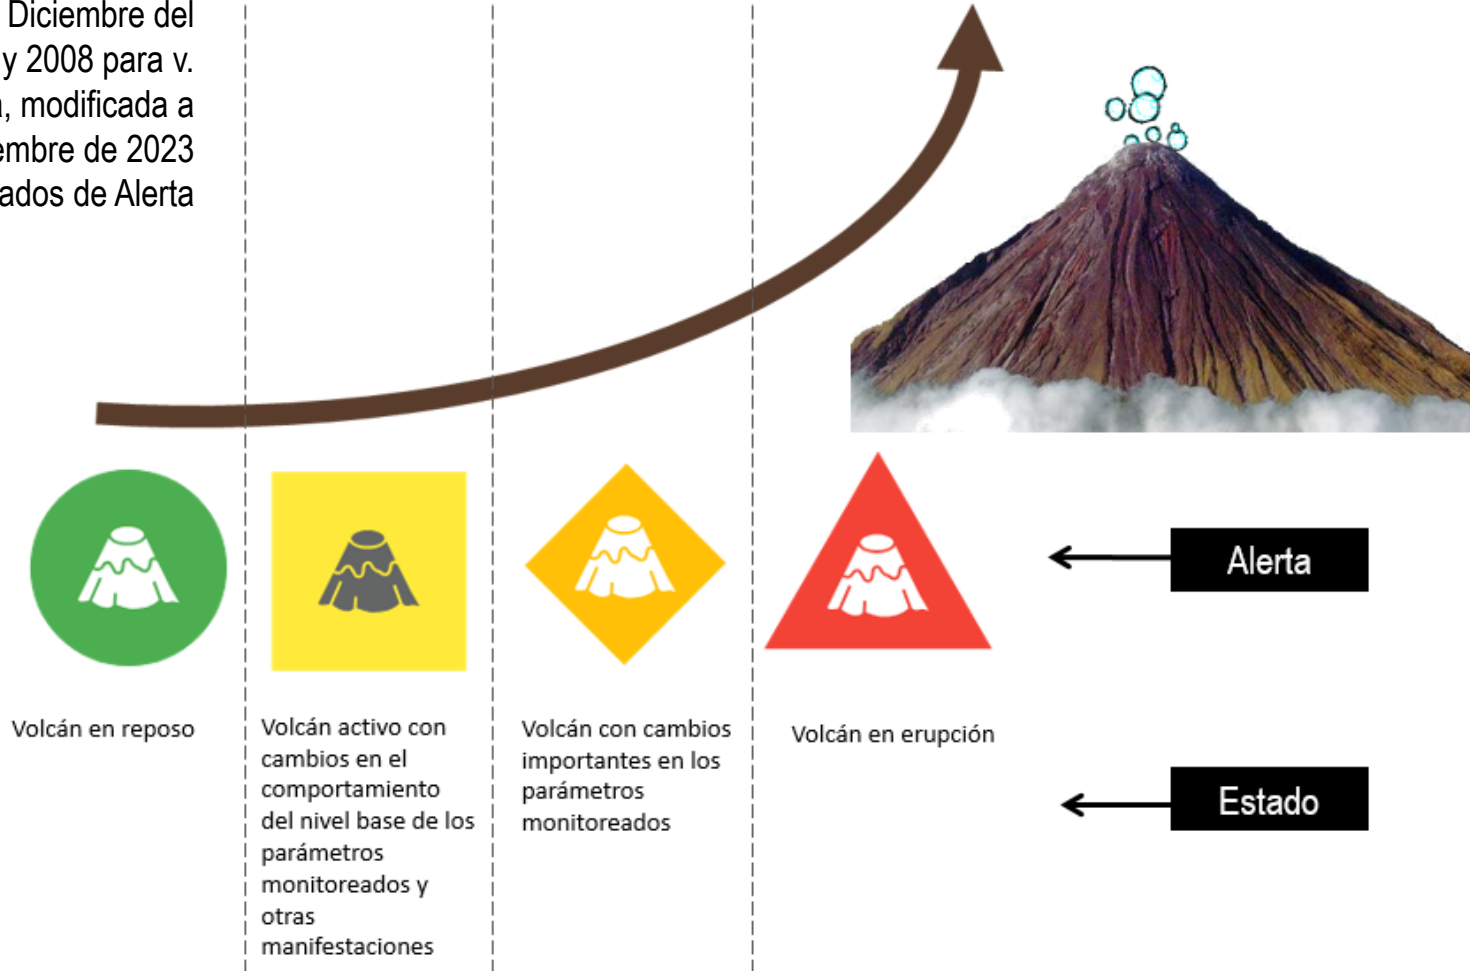 Diciembre del
y 2008 para v.
, modificada a
embre de 2023
ados de Alerta
Alerta
Volcán en reposo
Volcán activo con
cambios en el
comportamiento
del nivel base de los
parámetros
monitoreados y
otras
manifestaciones
Volcán con cambios
importantes en los
parámetros
monitoreados
Volcán en erupción
Estado